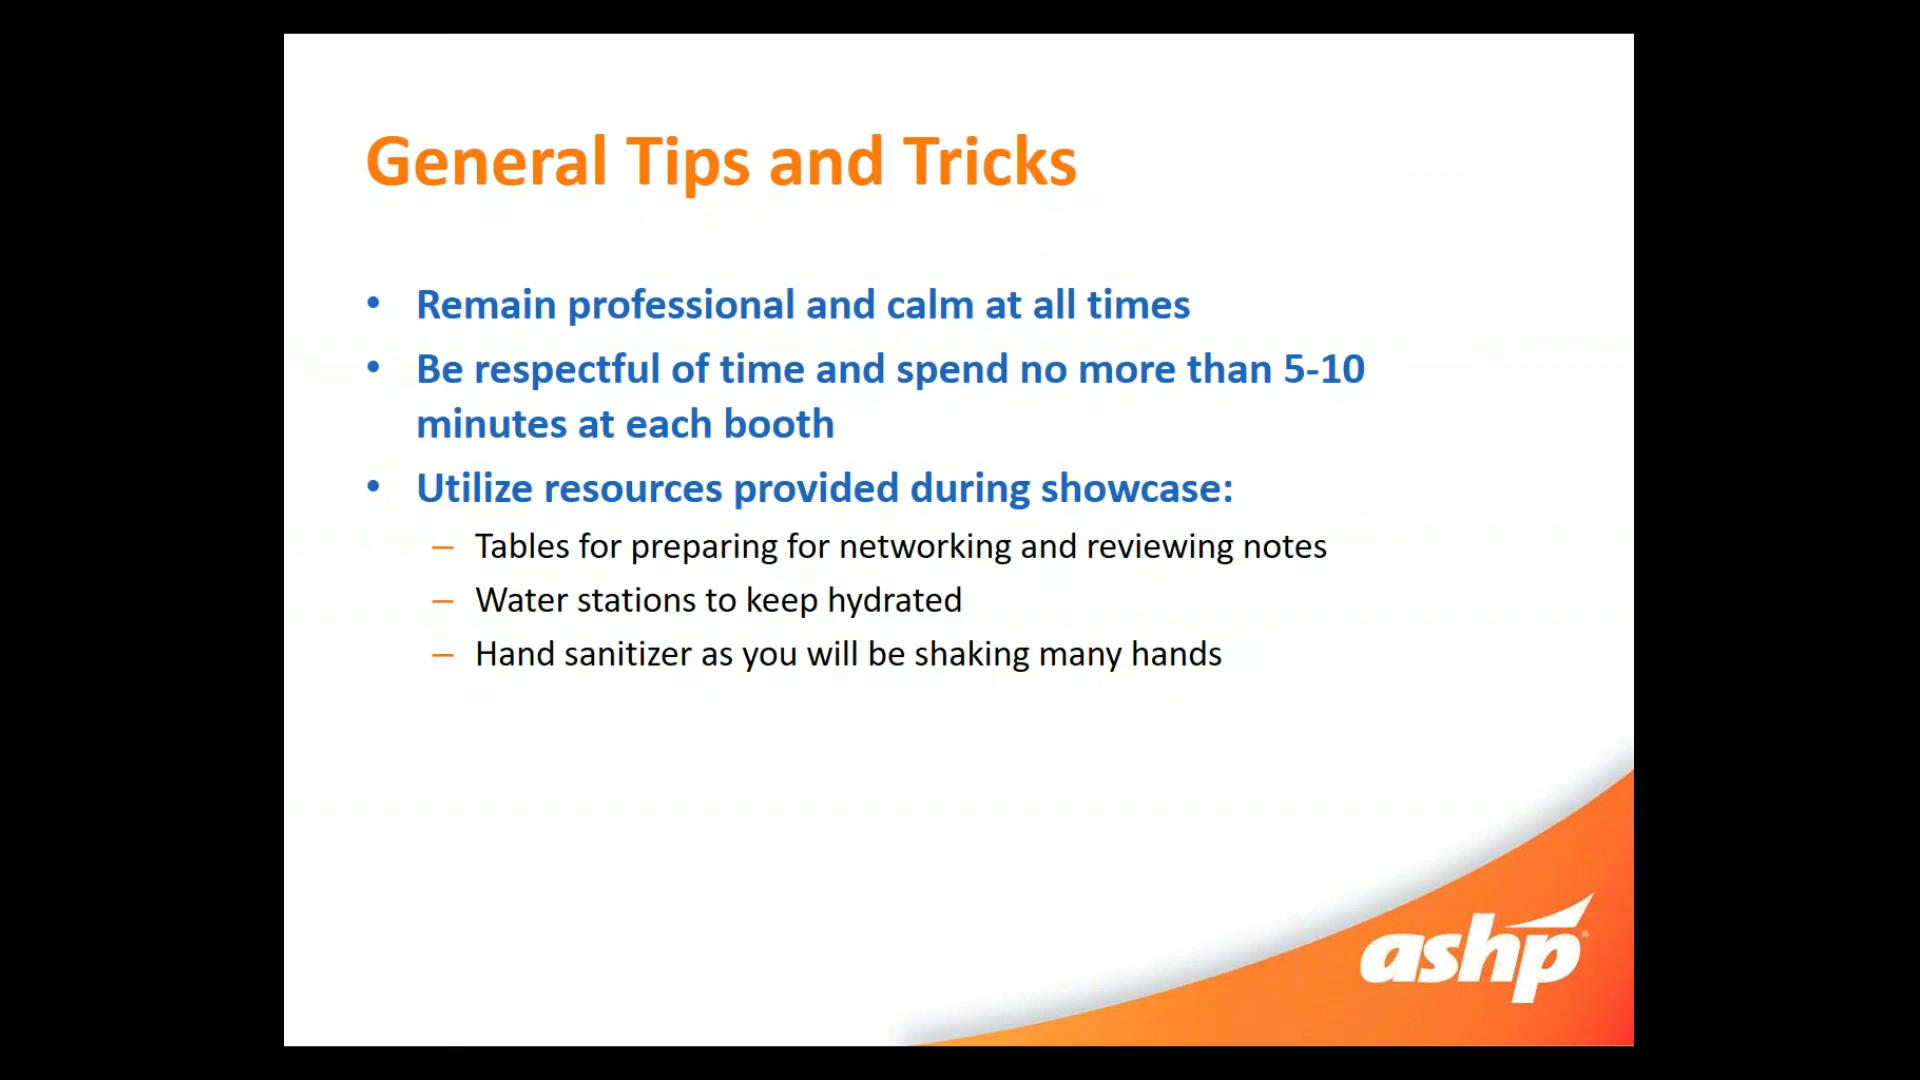 General Tips and Tricks
• Remain professional and calm at all times
• Be respectful of time and spend no more than 5-10
minutes at each booth
• Utilize resources provided during showcase:
– Tables for preparing for networking and reviewing notes
– Water stations to keep hydrated
– Hand sanitizer as you will be shaking many hands
ashp®